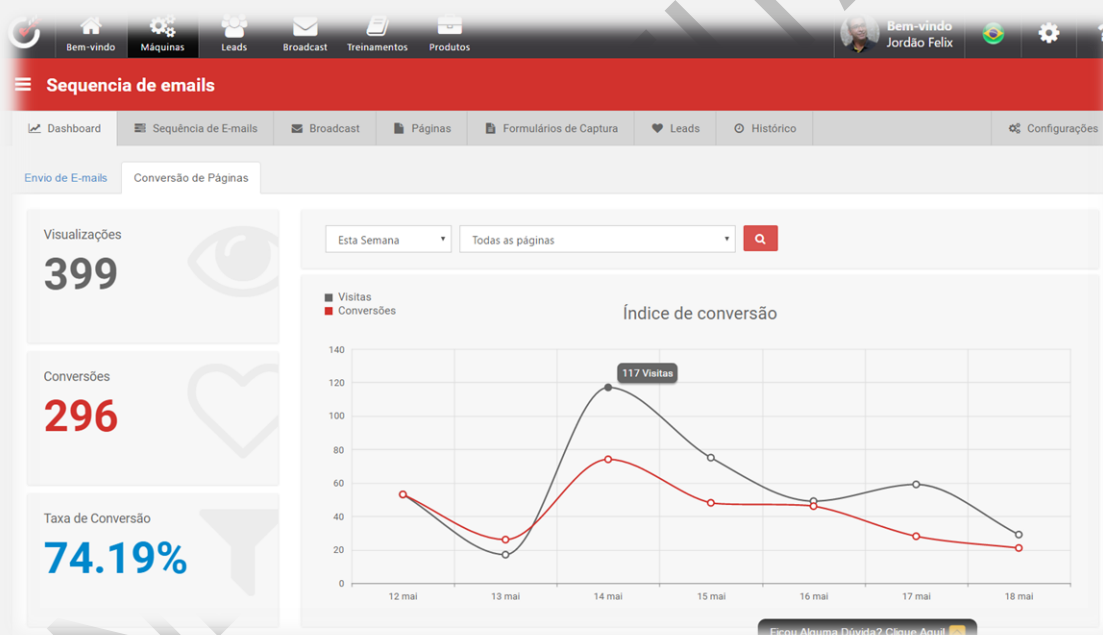 Bem-vindo
Máquinas
Leads
Broadcast
Treinamentos
Produtos
Bem-vindo
Jordão Felix
Sequencia de emails
Dashboard
Sequência de E-mails
Broadcast
Páginas
Formulários de Captura
Leads
Histórico
Configurações
Envio de E-mails
Conversão de Páginas
Visualizações
399
Conversões
296
Taxa de Conversão
74.19%
Esta Semana
Todas as páginas
Visitas
Conversões
Índice de conversão
140
120
100
80
60
40
20
0
117 Visitas
12 mai
13 mai
14 mai
15 mai
16 mai
17 mai
18 mai
Ficou Alguma Dúvida? Clique Aqui!